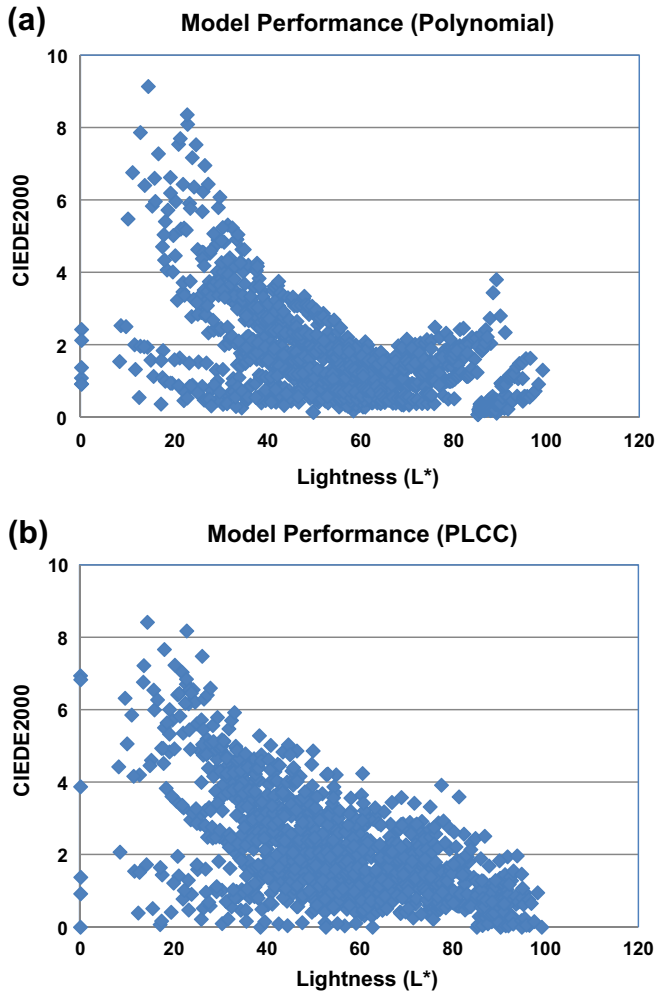 (a)
Model Performance (Polynomial)
10
8
6
4
2
0
CIEDE2000
0 20 40 60 80 100 120
Lightness (L*)
(b)
Model Performance (PLCC)
10
8
6
4
2
0
CIEDE2000
0 20 40 60 80 100 120
Lightness (L*)